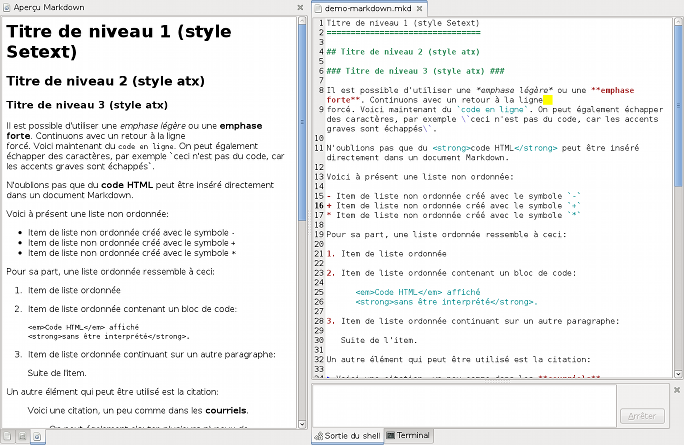 Aperçu Markdown
Titre de niveau 1 (style
Setext)
Titre de niveau 2 (style atx)
Titre de niveau 3 (style atx)
Il est possible d'utiliser une emphase légère ou une emphase
forte. Continuons avec un retour à la ligne
forcé. Voici maintenant du code en ligne. On peut également
échapper des caractères, par exemple `ceci n'est pas du code, car
les accents graves sont échappés`.
N'oublions pas que du code HTML peut être inséré directement
dans un document Markdown.
Voici à présent une liste non ordonnée:
• Item de liste non ordonnée créé avec le symbole -
• Item de liste non ordonnée créé avec le symbole +
• Item de liste non ordonnée créé avec le symbole *
Pour sa part, une liste ordonnée ressemble à ceci:
1. Item de liste ordonnée
2. Item de liste ordonnée contenant un bloc de code:
<em>Code HTML</em> affiché
<strong>sans être interprété</strong>.
3. Item de liste ordonnée continuant sur un autre paragraphe:
Suite de l'item.
Un autre élément qui peut être utilisé est la citation:
Voici une citation, un peu comme dans les courriels.
demo-markdown.mkd
1 Titre de niveau 1 (style Setext)
2 ================================
3
4 ## Titre de niveau 2 (style atx)
5
6 ### Titre de niveau 3 (style atx) ###
7
8 Il est possible d'utiliser une *emphase légère* ou une **emphase
forte**. Continuons avec un retour à la ligne
9 forcé. Voici maintenant du `code en ligne`. On peut également échapper
des caractères, par exemple \`ceci n'est pas du code, car les accents
graves sont échappés\`.
10
11 N'oublions pas que du <strong>code HTML</strong> peut être inséré
directement dans un document Markdown.
12
13 Voici à présent une liste non ordonnée:
14
15 - Item de liste non ordonnée créé avec le symbole `-`
16 + Item de liste non ordonnée créé avec le symbole `+`
17 * Item de liste non ordonnée créé avec le symbole `*`
18
19 Pour sa part, une liste ordonnée ressemble à ceci:
20
21 1. Item de liste ordonnée
22
23 2. Item de liste ordonnée contenant un bloc de code:
24
25 <em>Code HTML</em> affiché
26 <strong>sans être interprété</strong>.
27
28 3. Item de liste ordonnée continuant sur un autre paragraphe:
29
30 Suite de l'item.
31
32 Un autre élément qui peut être utilisé est la citation:
33
34 > Voici une citation, un peu comme dans les **courriels**
Arrêter
Sortie du shell
Terminal